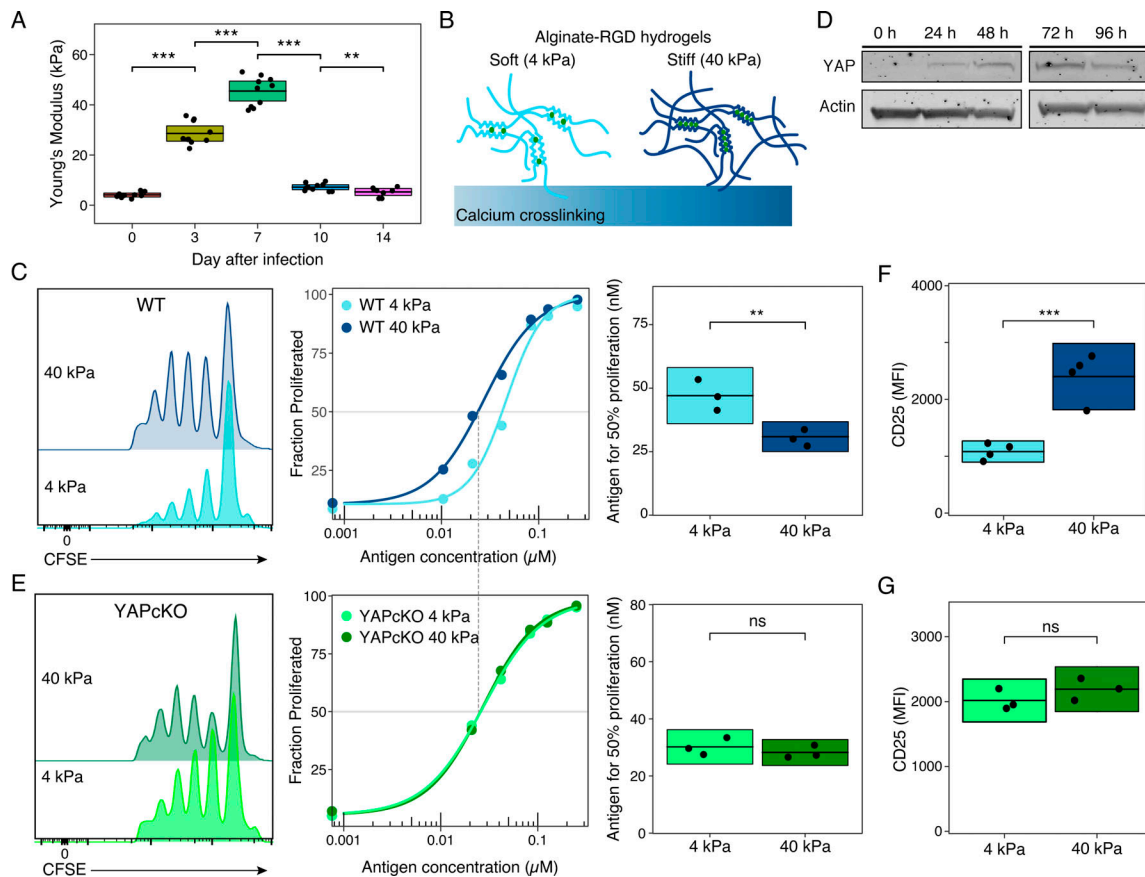 A
Young's Modulus (kPa)
60
40
20
0
***
***
***
**
0 3 7 10 14
Day after infection
B
Alginate-RGD hydrogels
Soft (4 kPa) Stiff (40 kPa)
Calcium crosslinking
D
0 h 24 h 48 h 72 h 96 h
YAP
Actin
C
WT
40 kPa
4 kPa
0
CFSE
Fraction Proliferated
100
75
50
25
WT 4 kPa
WT 40 kPa
0.001 0.01 0.1
Antigen concentration (µM)
Antigen for 50% proliferation (nM)
75
50
25
0
**
4 kPa 40 kPa
F
CD25 (MFI)
4000
2000
0
***
4 kPa 40 kPa
E
YAPcKO
40 kPa
4 kPa
0
CFSE
Fraction Proliferated
100
75
50
25
YAPcKO 4 kPa
YAPcKO 40 kPa
0.001 0.01 0.1
Antigen concentration (µM)
Antigen for 50% proliferation (nM)
80
60
40
20
0
ns
4 kPa 40 kPa
G
CD25 (MFI)
3000
2000
1000
0
ns
4 kPa 40 kPa